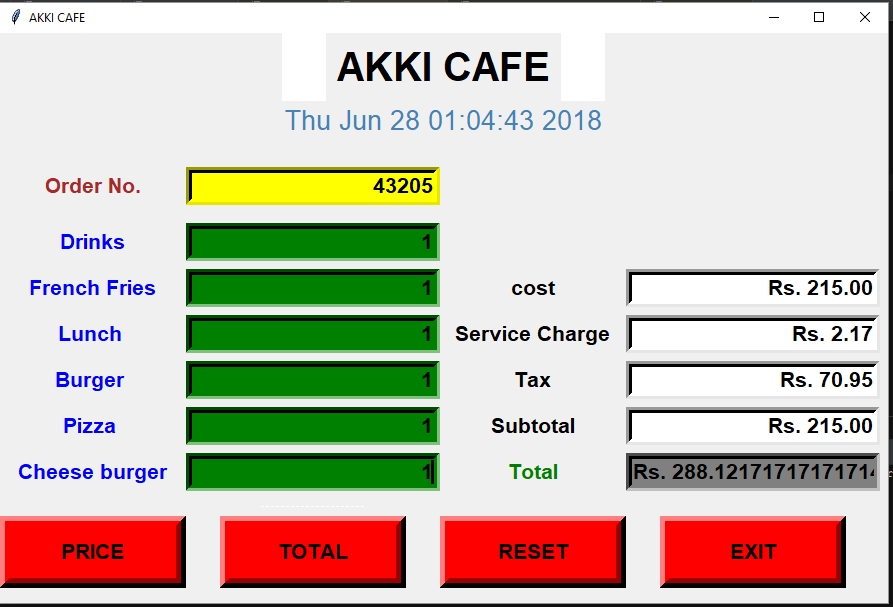 AKKI CAFE
AKKI CAFE
Thu Jun 28 01:04:43 2018
Order No. 43205
Drinks 1
French Fries 1 cost Rs. 215.00
Lunch 1 Service Charge Rs. 2.17
Burger 1 Tax Rs. 70.95
Pizza 1 Subtotal Rs. 215.00
Cheese burger 1 Total Rs. 288.1217171717171
PRICE TOTAL RESET EXIT